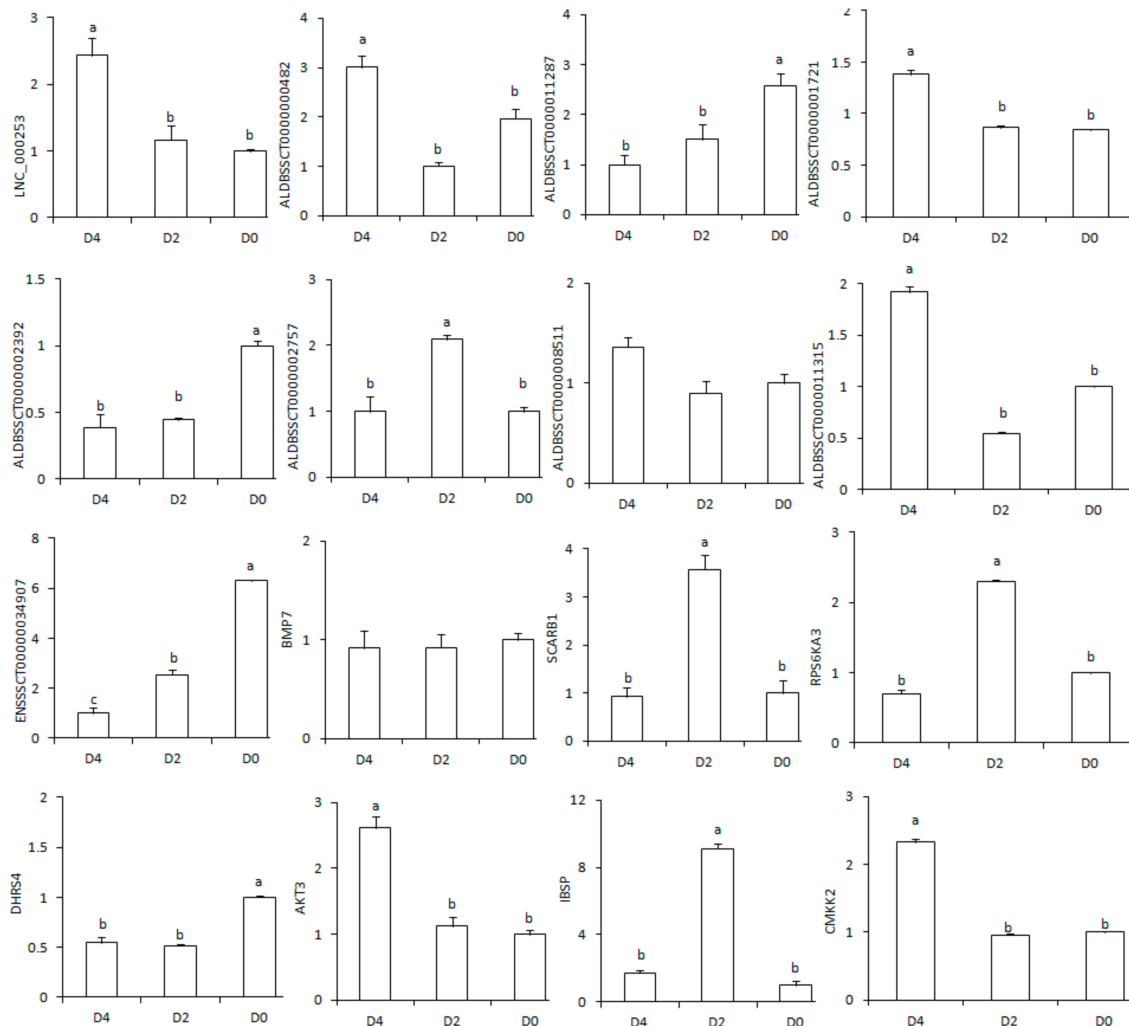 LNC_000253
3
2
1
0
a
b
b
D4
D2
D0
ALDBSSCT0000000482
4
3
2
1
0
a
b
b
D4
D2
D0
ALDBSSCT0000011287
4
3
2
1
0
b
b
a
D4
D2
D0
ALDBSSCT0000001721
2
1.5
1
0.5
0
a
b
b
D4
D2
D0
ALDBSSCT0000002392
1.5
1
0.5
0
b
b
a
D4
D2
D0
ALDBSSCT0000002757
3
2
1
0
b
a
b
D4
D2
D0
ALDBSSCT0000008511
2
1
0
D4
D2
D0
ALDBSSCT0000011315
2
1.5
1
0.5
0
a
b
b
D4
D2
D0
ENSSSCT00000034907
8
6
4
2
0
c
b
a
D4
D2
D0
BMP7
2
1
0
D4
D2
D0
SCARB1
4
3
2
1
0
b
a
b
D4
D2
D0
RPS6KA3
3
2
1
0
b
a
b
D4
D2
D0
DHRS4
2
1.5
1
0.5
0
b
b
a
D4
D2
D0
AKT3
3
2
1
0
a
b
b
D4
D2
D0
IBSP
12
9
6
3
0
b
a
b
D4
D2
D0
CMKK2
3
2
1
0
a
b
b
D4
D2
D0